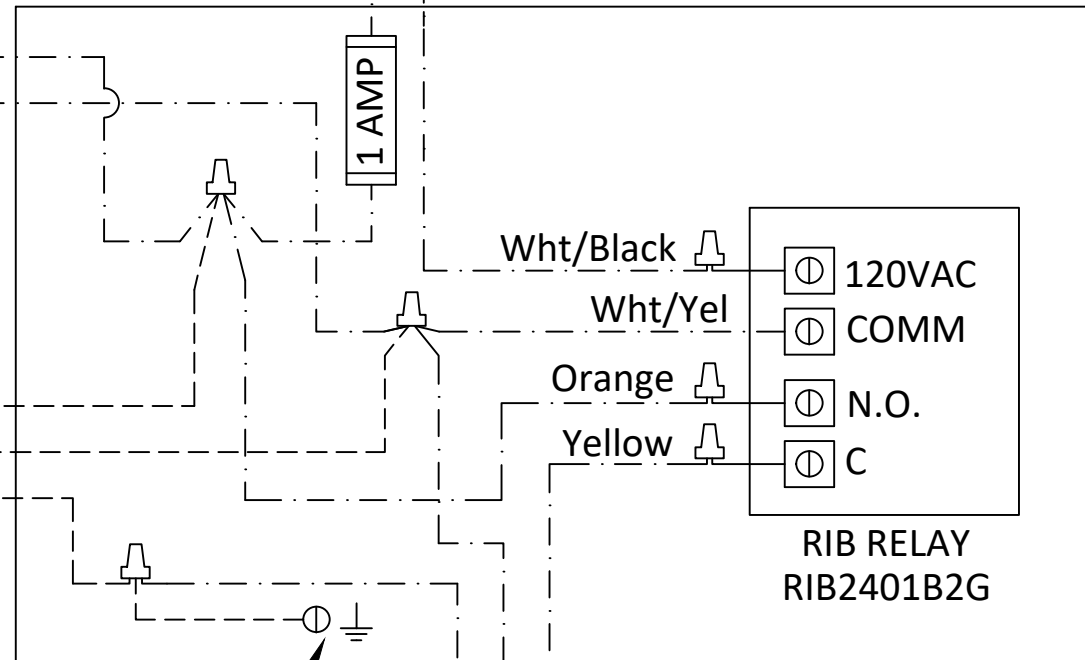 1 AMP
Wht/Black
120VAC
Wht/Yel
COMM
Orange
N.O.
Yellow
C
RIB RELAY
RIB2401B2G